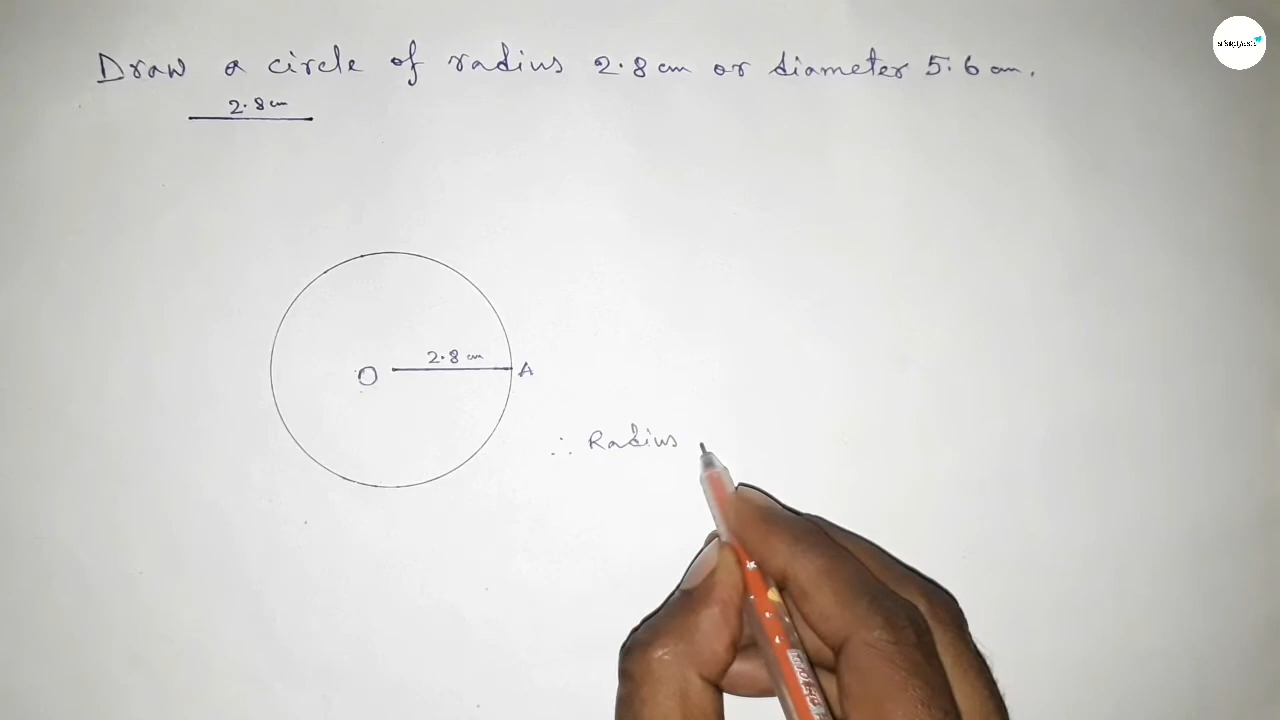 Draw a circle of radius 2.8 cm or diameter 5.6 cm.
2.8 cm
2.8 cm
O
A
∴ Radius